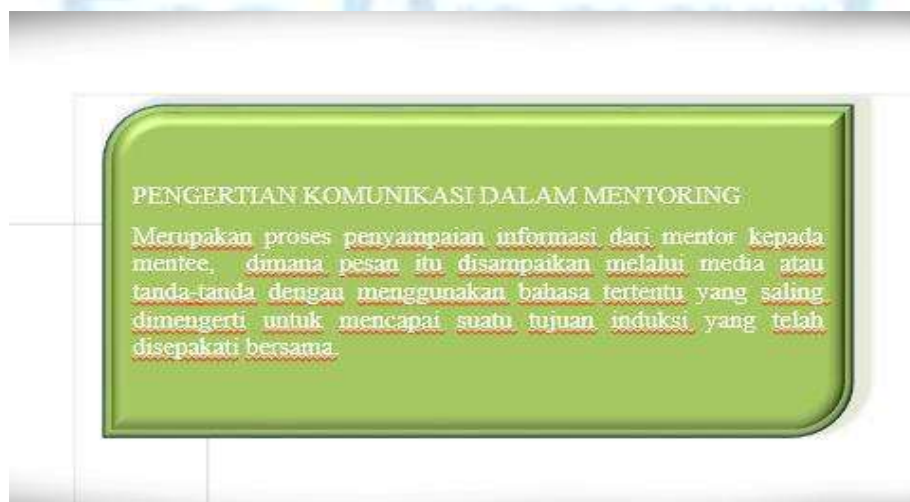 PENGERTIAN KOMUNIKASI DALAM MENTORING
Merupakan proses penyampaian informasi dari mentor kepada
mentee, dimana pesan itu disampaikan melalui media atau
tanda-tanda dengan menggunakan bahasa tertentu yang saling
dimengerti untuk mencapai suatu tujuan induksi yang telah
disepakati bersama.